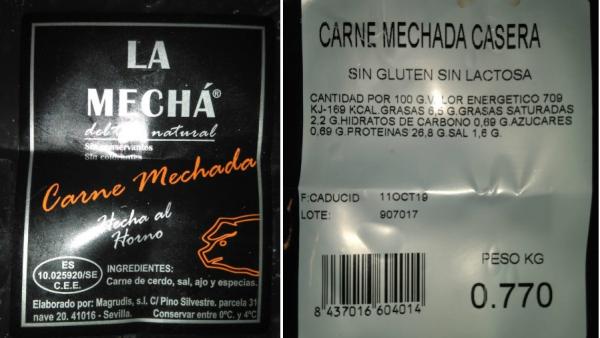 LA
MECHÁ®
natural
Sin conservantes
Sin colorantes
Carne Mechada
Hecha al
Horno
ES
10.025920/SE
C.E.E.
INGREDIENTES:
Carne de cerdo, sal, ajo y especias.
Elaborado por: Magrudis, s.l. C/ Pino Silvestre. parcela 31
nave 20. 41016 - Sevilla. Conservar entre 0ºC. y 4ºC
CARNE MECHADA CASERA
SIN GLUTEN SIN LACTOSA
CANTIDAD POR 100 G.VALOR ENERGETICO 709
KJ-169 KCAL.GRASAS 6,5 G.GRASAS SATURADAS
2,2 G.HIDRATOS DE CARBONO 0,69 G.AZUCARES
0,69 G.PROTEINAS 26,8 G.SAL 1,6 G.
F.CADUCID 11OCT19
LOTE: 907017
PESO KG
0.770
8 437016 604014